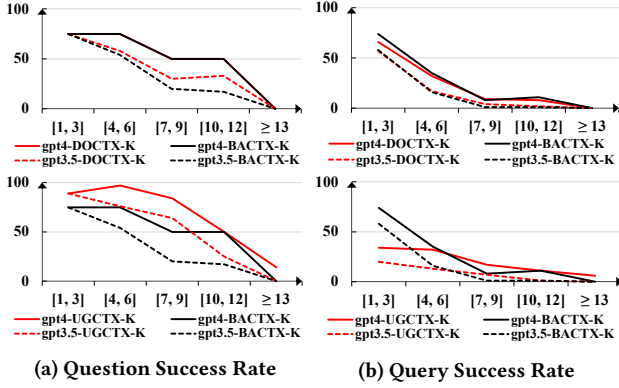 100
50
0
[1, 3] [4, 6] [7, 9] [10, 12] ≥ 13
gpt4-DOCTX-K gpt4-BACTX-K
gpt3.5-DOCTX-K gpt3.5-BACTX-K
100
50
0
[1, 3] [4, 6] [7, 9] [10, 12] ≥ 13
gpt4-DOCTX-K gpt4-BACTX-K
gpt3.5-DOCTX-K gpt3.5-BACTX-K
100
50
0
[1, 3] [4, 6] [7, 9] [10, 12] ≥ 13
gpt4-UGCTX-K gpt4-BACTX-K
gpt3.5-UGCTX-K gpt3.5-BACTX-K
100
50
0
[1, 3] [4, 6] [7, 9] [10, 12] ≥ 13
gpt4-UGCTX-K gpt4-BACTX-K
gpt3.5-UGCTX-K gpt3.5-BACTX-K
(a) Question Success Rate
(b) Query Success Rate